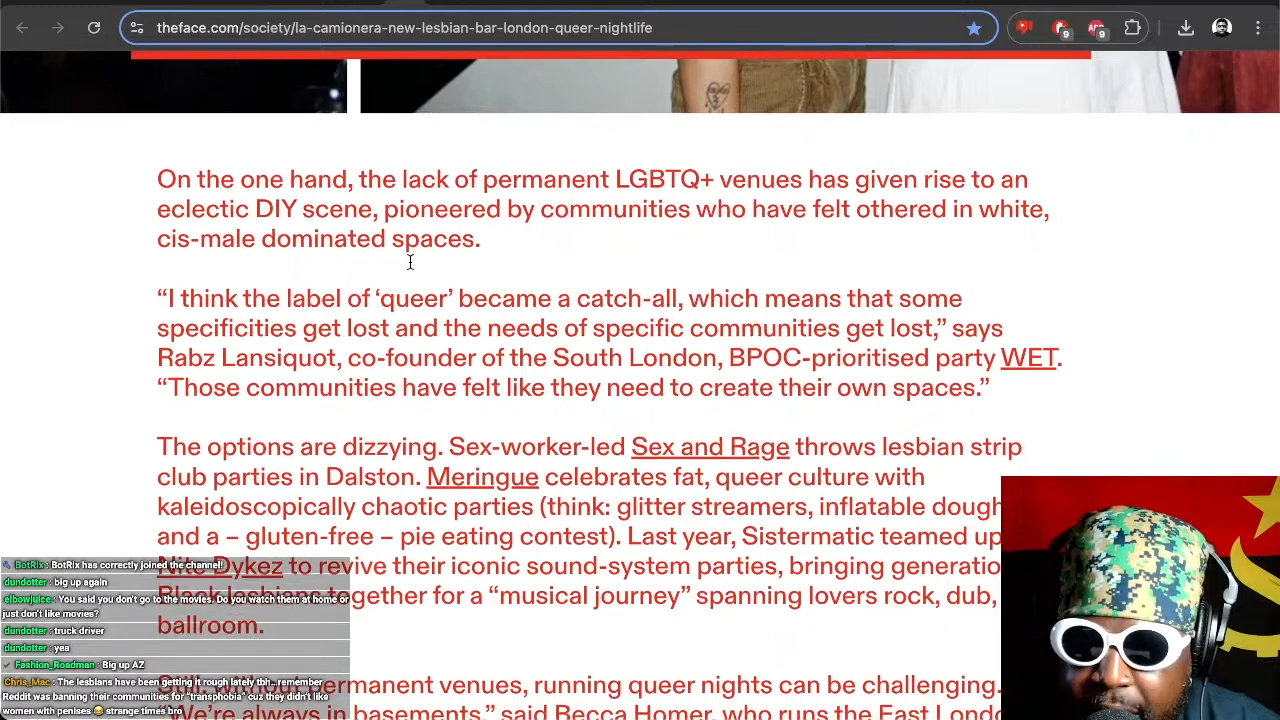 theface.com/society/la-camionera-new-lesbian-bar-london-queer-nightlife
9
9
On the one hand, the lack of permanent LGBTQ+ venues has given rise to an
eclectic DIY scene, pioneered by communities who have felt othered in white,
cis-male dominated spaces.
“I think the label of ‘queer’ became a catch-all, which means that some
specificities get lost and the needs of specific communities get lost,” says
Rabz Lansiquot, co-founder of the South London, BPOC-prioritised party WET.
“Those communities have felt like they need to create their own spaces.”
The options are dizzying. Sex-worker-led Sex and Rage throws lesbian strip
club parties in Dalston. Meringue celebrates fat, queer culture with
kaleidoscopically chaotic parties (think: glitter streamers, inflatable dough
and a – gluten-free – pie eating contest). Last year, Sistermatic teamed up
Nite Dykez to revive their iconic sound-system parties, bringing generatio
Black lesbians together for a “musical journey” spanning lovers rock, dub,
ballroom.
Still, without permanent venues, running queer nights can be challenging.
“We’re always in basements,” said Becca Homer, who runs the East Londo
BotRix : BotRix has correctly joined the channel!
dundotter : big up again
elbowjuice : You said you don't go to the movies. Do you watch them at home or
just don't like movies?
dundotter : truck driver
dundotter : yea
Fashion_Roadman : Big up AZ
Chris_Mac : The lesbians have been getting it rough lately tbh...remember
Reddit was banning their communities for "transphobia" cuz they didn't like
women with penises 😂 strange times bro